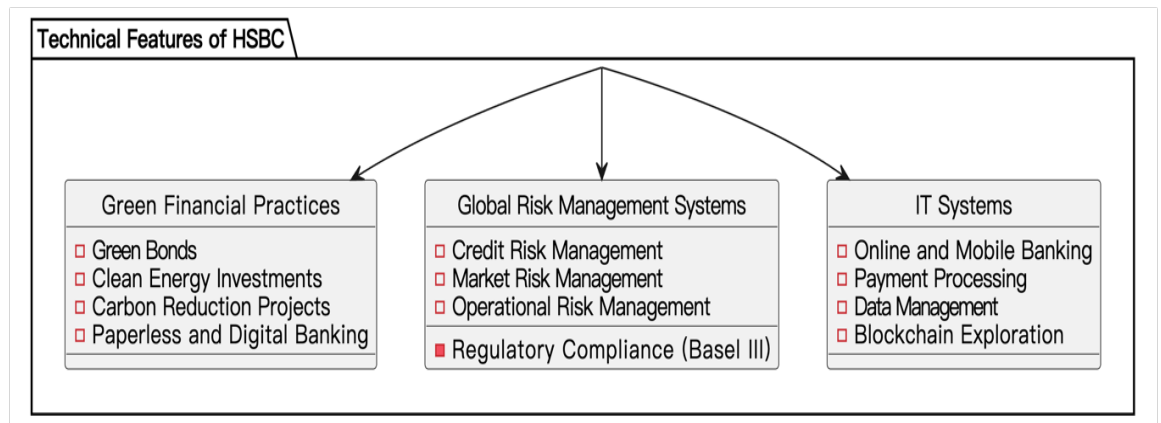 Technical Features of HSBC
Green Financial Practices
Green Bonds
Clean Energy Investments
Carbon Reduction Projects
Paperless and Digital Banking
Global Risk Management Systems
Credit Risk Management
Market Risk Management
Operational Risk Management
Regulatory Compliance (Basel III)
IT Systems
Online and Mobile Banking
Payment Processing
Data Management
Blockchain Exploration